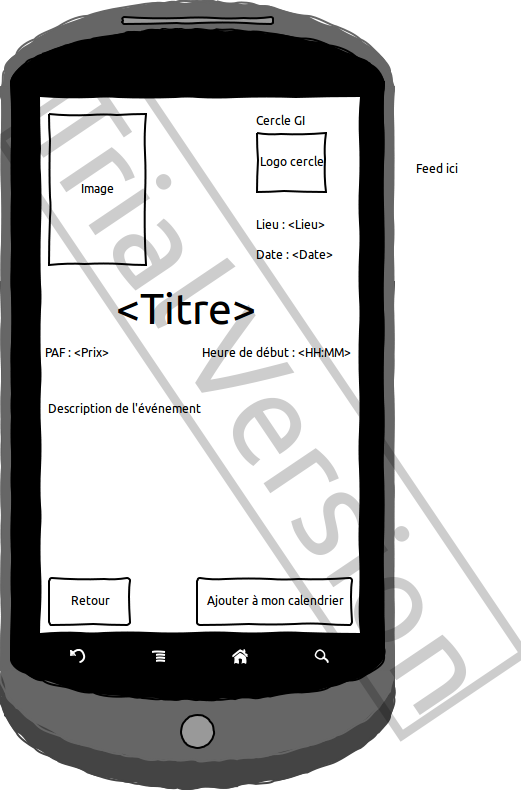 Cercle GI
Logo cercle
Image
Feed ici
Lieu : <Lieu>
Date : <Date>
<Titre>
PAF : <Prix>
Heure de début : <HH:MM>
Description de l'événement
Retour
Ajouter à mon calendrier
Trial Version